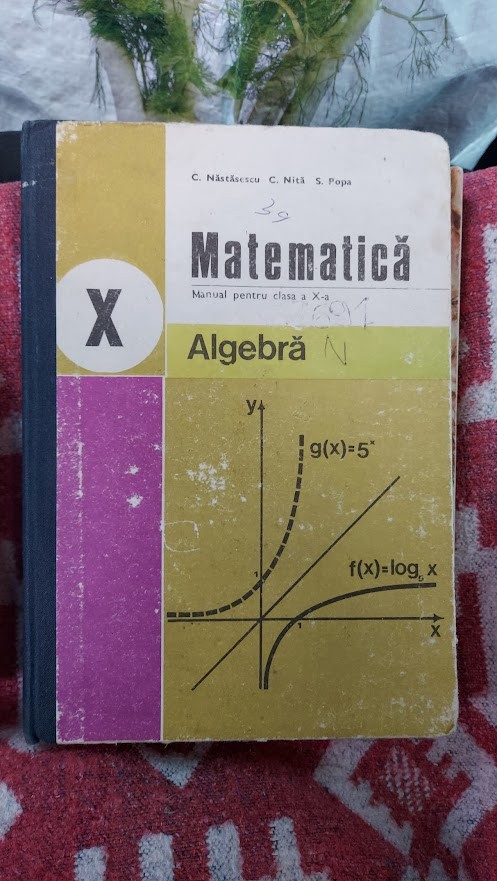 C. Năstăsescu C. Niță S. Popa
Matematică
Manual pentru clasa a X-a
X
Algebră N
y
g(x)=5ˣ
f(x)=log₅ x
1
1
x